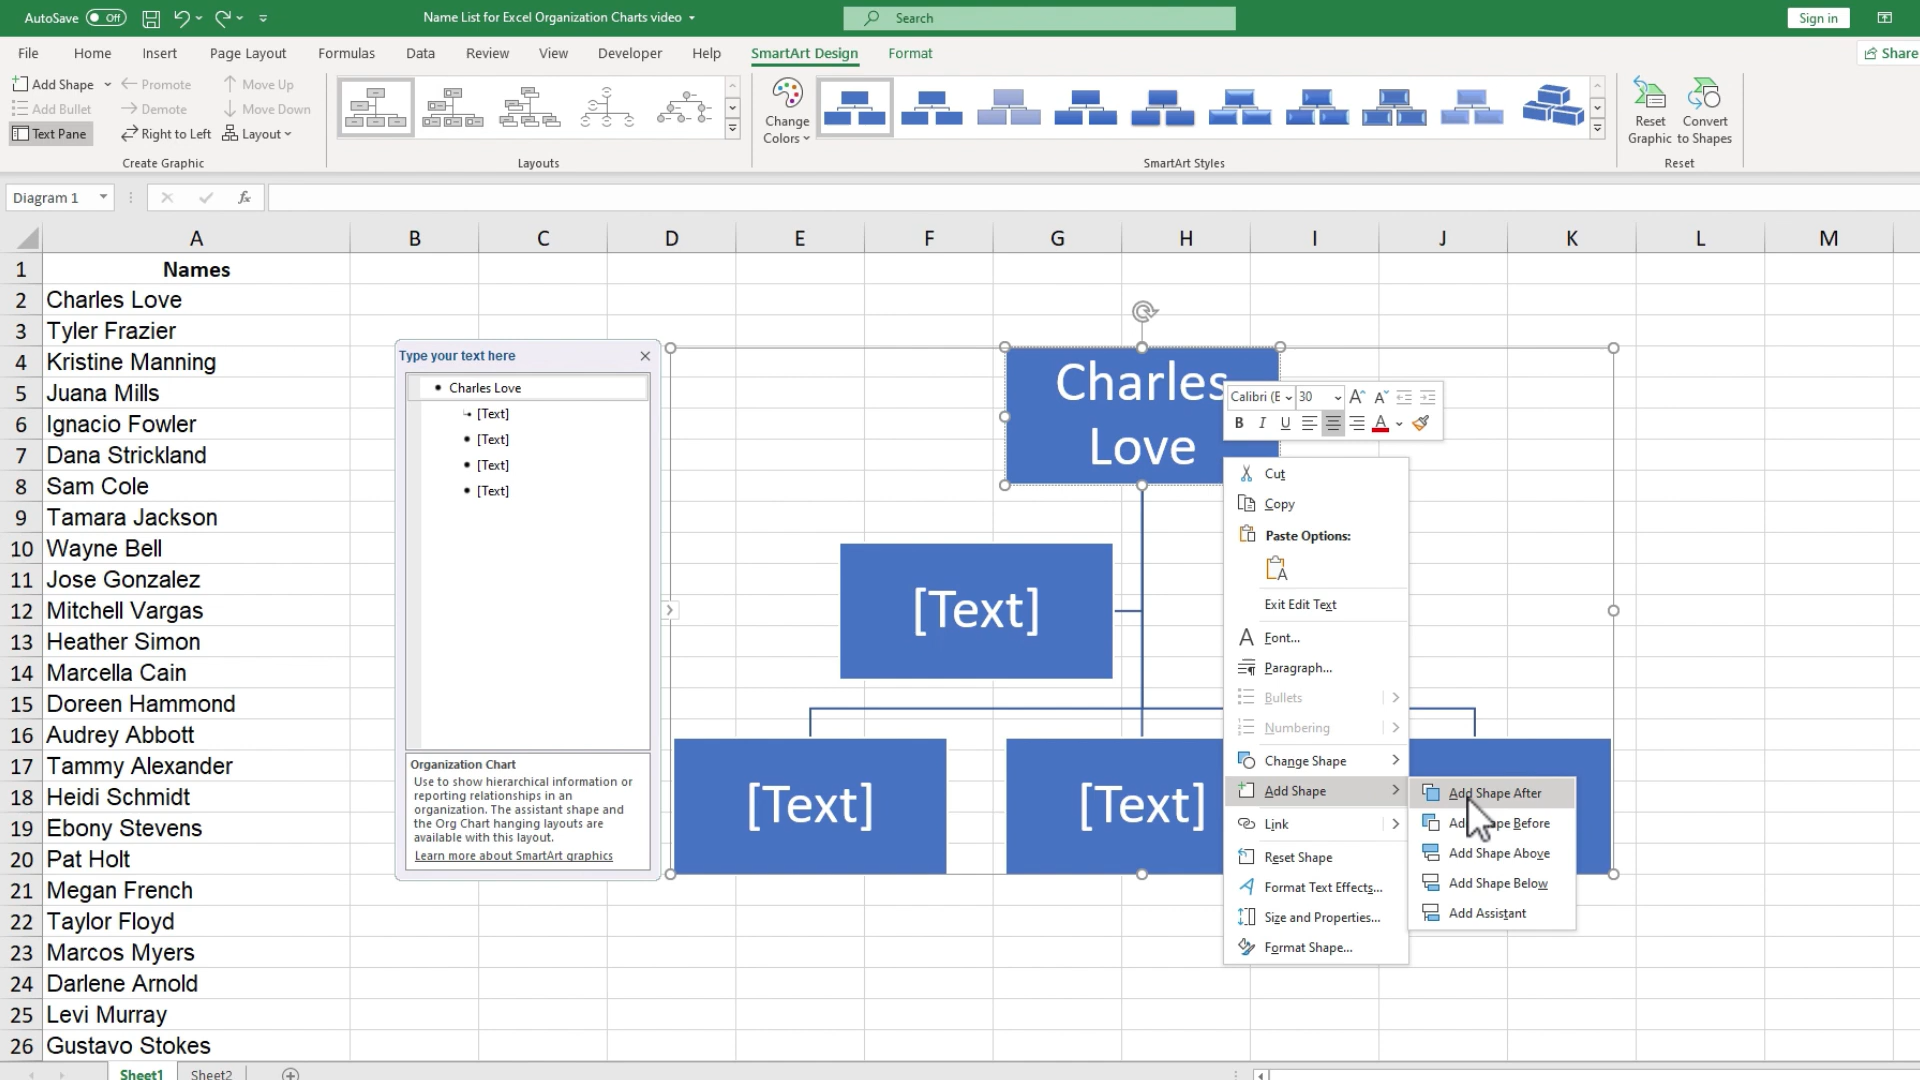 AutoSave Off
Name List for Excel Organization Charts video
Search
Sign in
File Home Insert Page Layout Formulas Data Review View Developer Help SmartArt Design Format
Share
Add Shape Promote Move Up
Add Bullet Demote Move Down
Text Pane Right to Left Layout
Create Graphic
Layouts
Change Colors
SmartArt Styles
Reset Graphic
Convert to Shapes
Reset
Diagram 1
fx
A B C D E F G H I J K L M
1 Names
2 Charles Love
3 Tyler Frazier
4 Kristine Manning
5 Juana Mills
6 Ignacio Fowler
7 Dana Strickland
8 Sam Cole
9 Tamara Jackson
10 Wayne Bell
11 Jose Gonzalez
12 Mitchell Vargas
13 Heather Simon
14 Marcella Cain
15 Doreen Hammond
16 Audrey Abbott
17 Tammy Alexander
18 Heidi Schmidt
19 Ebony Stevens
20 Pat Holt
21 Megan French
22 Taylor Floyd
23 Marcos Myers
24 Darlene Arnold
25 Levi Murray
26 Gustavo Stokes
Type your text here
Charles Love
[Text]
[Text]
[Text]
[Text]
Organization Chart
Use to show hierarchical information or
reporting relationships in an
organization. The assistant shape and
the Org Chart hanging layouts are
available with this layout.
Learn more about SmartArt graphics
Charles
Love
[Text]
[Text]
[Text]
Calibri (E 30 A A
B I U A
Cut
Copy
Paste Options:
Exit Edit Text
Font...
Paragraph...
Bullets
Numbering
Change Shape
Add Shape
Link
Reset Shape
Format Text Effects...
Size and Properties...
Format Shape...
Add Shape After
Before
Add Shape Above
Add Shape Below
Add Assistant
Sheet1 Sheet2